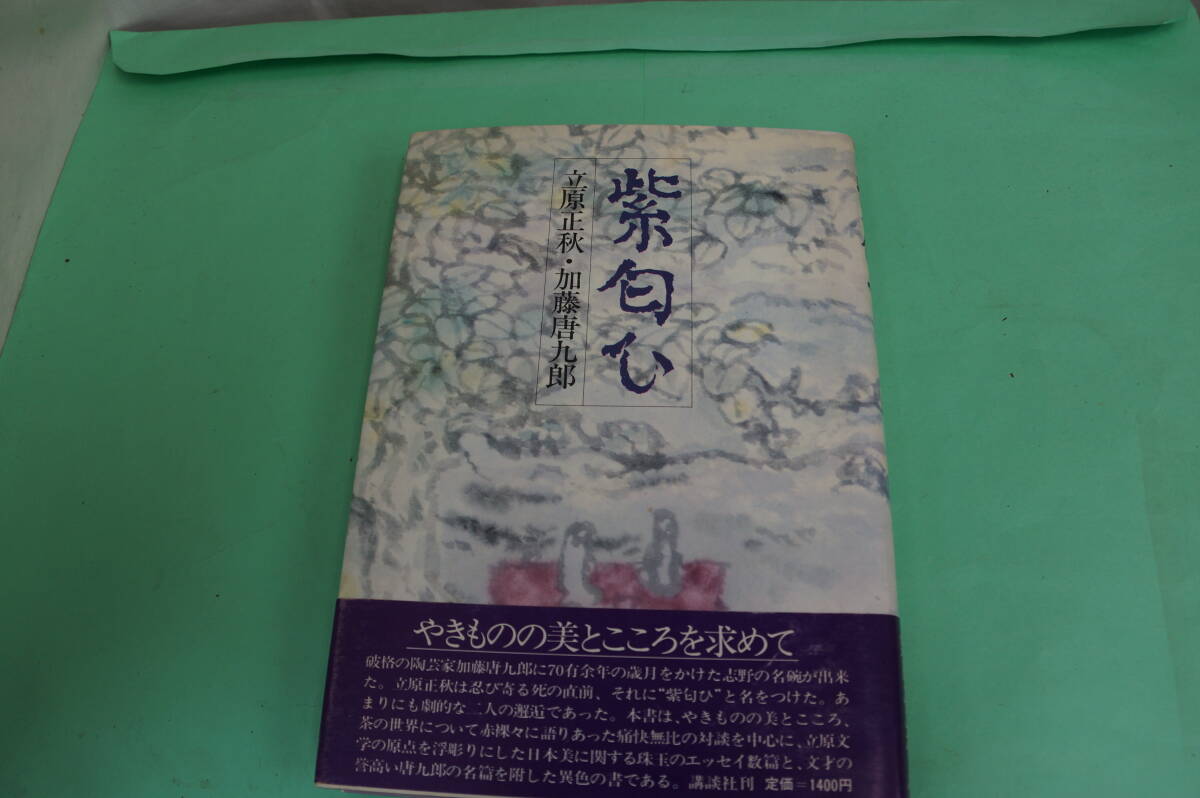 紫匂ひ
立原正秋・加藤唐九郎
やきものの美とこころを求めて
破格の陶芸家加藤唐九郎に70有余年の歳月をかけた志野の名碗が出来
た。立原正秋は忍び寄る死の直前、それに“紫匂ひ”と名をつけた。あ
まりにも劇的な二人の邂逅であった。本書は、やきものの美とこころ、
茶の世界について赤裸々に語りあった痛快無比の対談を中心に、立原文
学の原点を浮彫りにした日本美に関する珠玉のエッセイ数篇と、文才の
誉高い唐九郎の名篇を附した異色の書である。講談社刊 定価=1400円